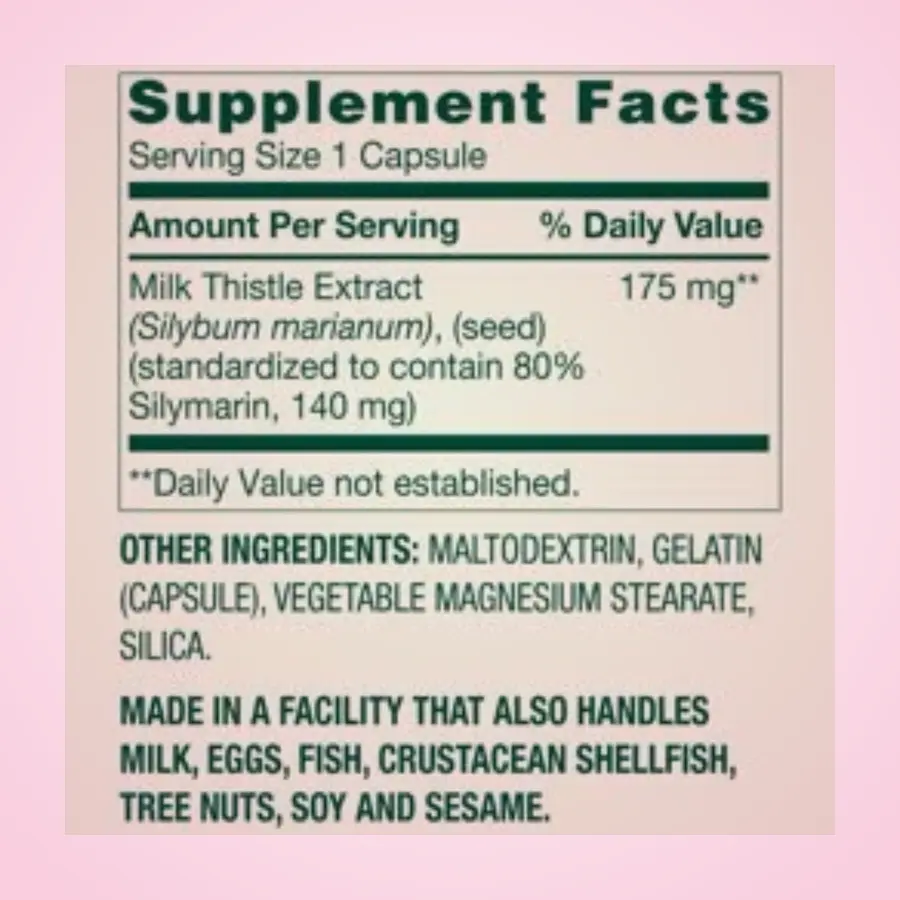 Supplement Facts
Serving Size 1 Capsule
Amount Per Serving % Daily Value
Milk Thistle Extract 175 mg**
(Silybum marianum), (seed)
(standardized to contain 80%
Silymarin, 140 mg)
**Daily Value not established.
OTHER INGREDIENTS: MALTODEXTRIN, GELATIN
(CAPSULE), VEGETABLE MAGNESIUM STEARATE,
SILICA.
MADE IN A FACILITY THAT ALSO HANDLES
MILK, EGGS, FISH, CRUSTACEAN SHELLFISH,
TREE NUTS, SOY AND SESAME.